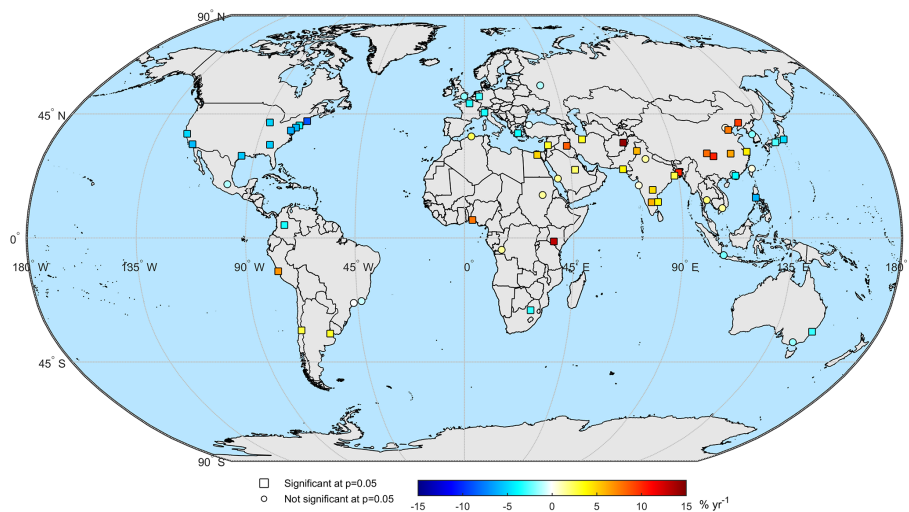 90° N
45° N
0°
180° W
135° W
90° W
45° W
0
45° E
90° E
135° E
180°
45° S
90° S
Significant at p=0.05
Not significant at p=0.05
-15 -10 -5 0 5 10 15 % yr⁻¹